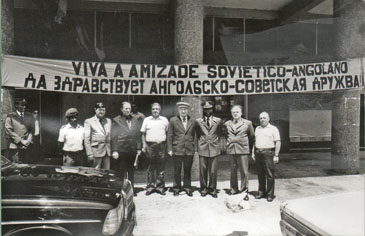 VIVA A AMIZADE SOVIETICO-ANGOLANO
ДА ЗДРАВСТВУЕТ АНГОЛЬСКО-СОВЕТСКАЯ ДРУЖБА